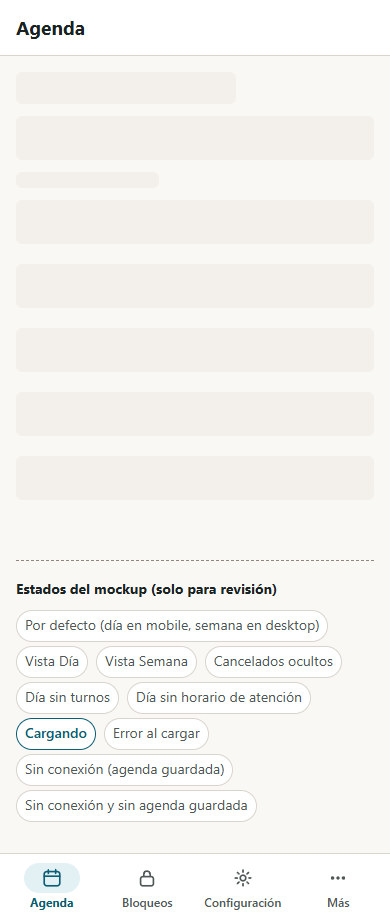 Agenda
Estados del mockup (solo para revisión)
Por defecto (día en mobile, semana en desktop)
Vista Día
Vista Semana
Cancelados ocultos
Día sin turnos
Día sin horario de atención
Cargando
Error al cargar
Sin conexión (agenda guardada)
Sin conexión y sin agenda guardada
Agenda
Bloqueos
Configuración
Más